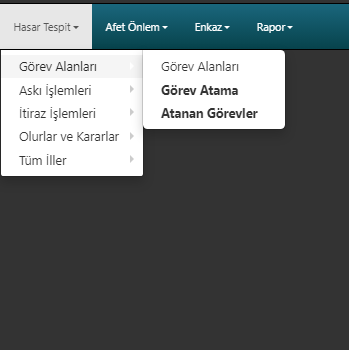 Hasar Tespit Afet Önlem Enkaz Rapor
Görev Alanları
Askı İşlemleri
İtiraz İşlemleri
Olurlar ve Kararlar
Tüm İller
Görev Alanları
Görev Atama
Atanan Görevler